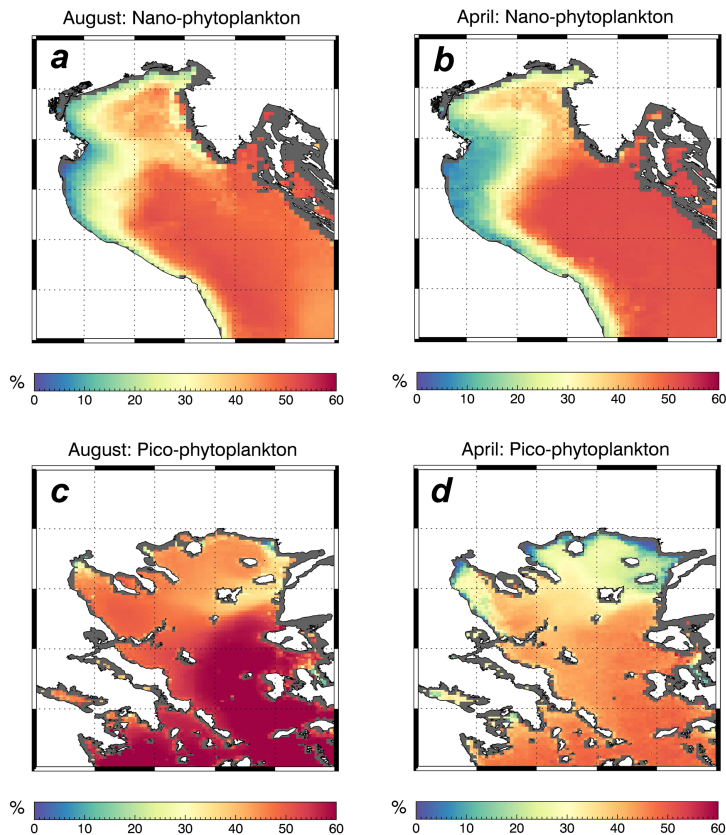 August: Nano-phytoplankton
April: Nano-phytoplankton
a
b
% 0 10 20 30 40 50 60
% 0 10 20 30 40 50 60
August: Pico-phytoplankton
April: Pico-phytoplankton
c
d
% 0 10 20 30 40 50 60
% 0 10 20 30 40 50 60